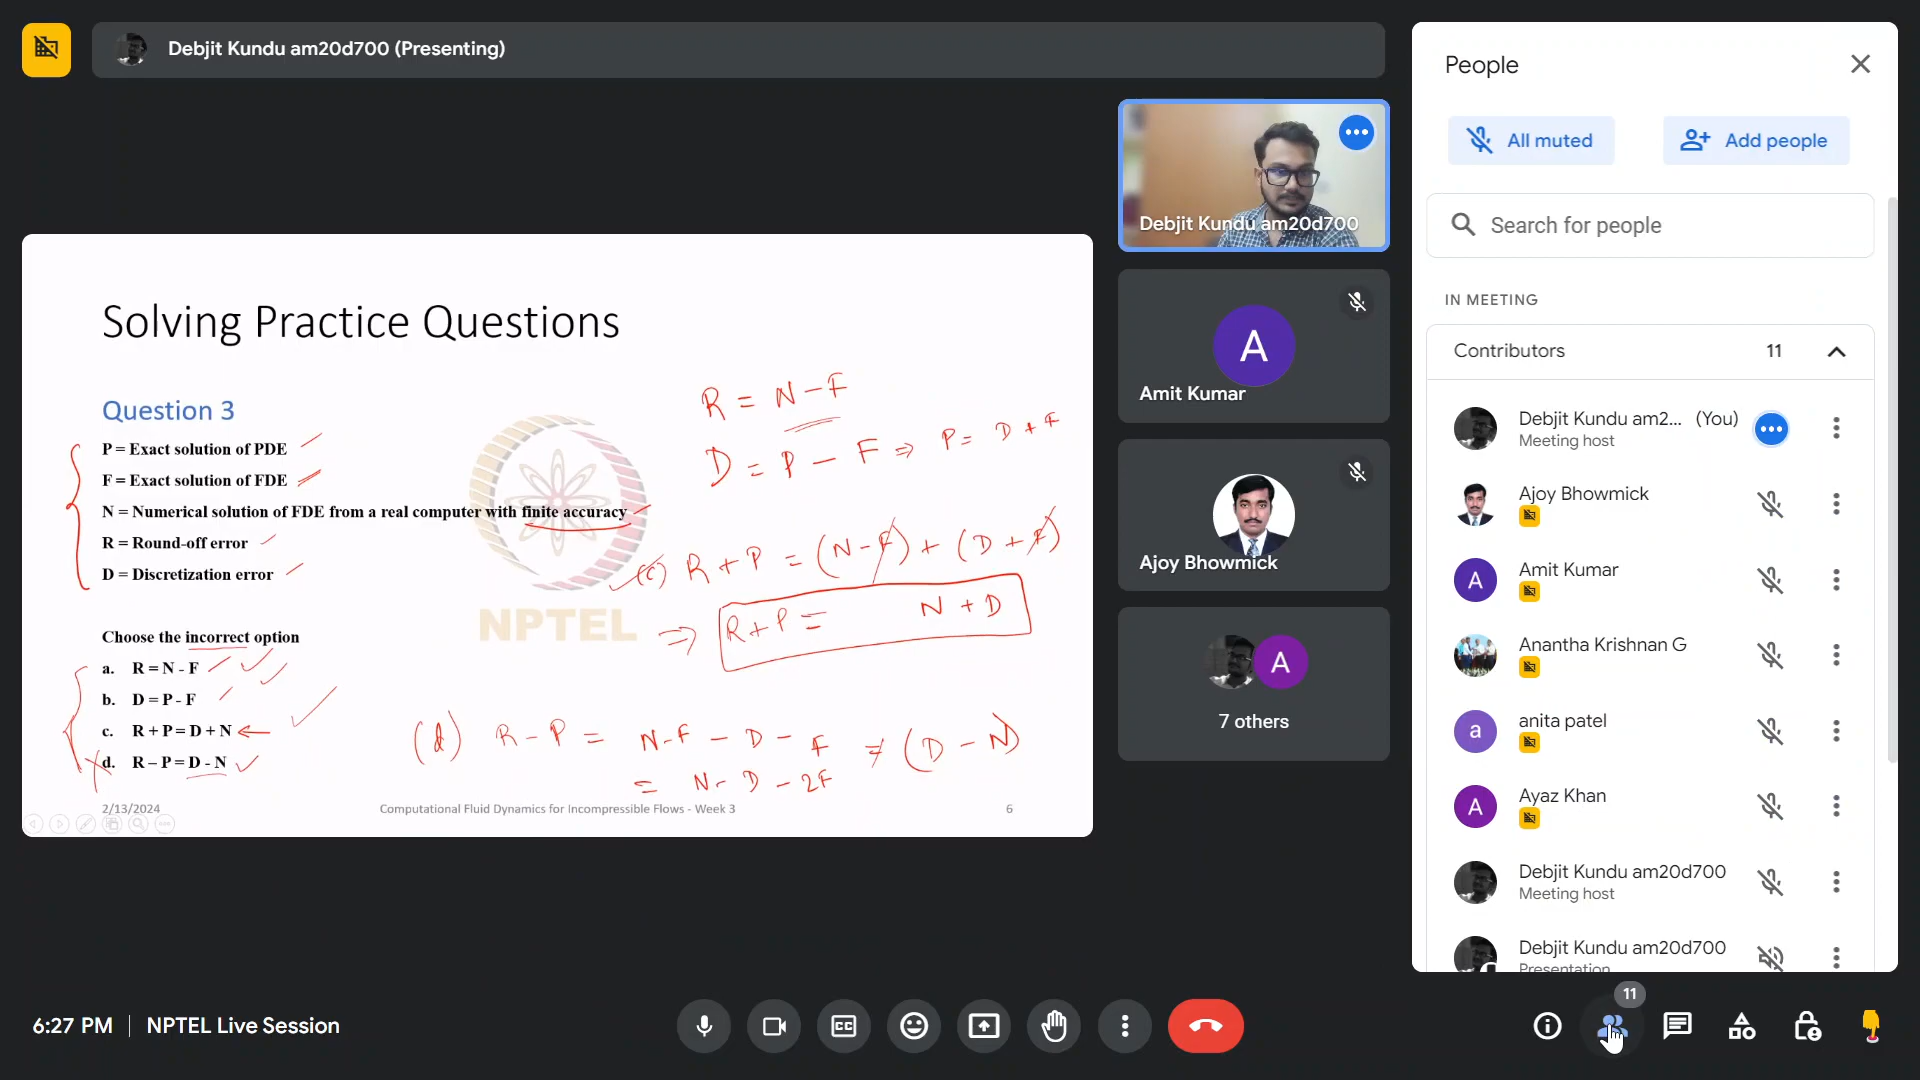 Debjit Kundu am20d700 (Presenting)
Solving Practice Questions
Question 3
P = Exact solution of PDE
F = Exact solution of FDE
N = Numerical solution of FDE from a real computer with finite accuracy
R = Round-off error
D = Discretization error
Choose the incorrect option
a. R = N - F
b. D = P - F
c. R + P = D + N
d. R – P = D - N
R = N - F
D = P - F ⇒ P = D + F
(c) R + P = (N - F) + (D + F)
⇒ R + P = N + D
(d) R - P = N - F - D - F ≠ (D - N)
= N - D - 2F
NPTEL
2/13/2024
Computational Fluid Dynamics for Incompressible Flows - Week 3
6
Debjit Kundu am20d700
A
Amit Kumar
Ajoy Bhowmick
A
7 others
People
All muted
Add people
Search for people
IN MEETING
Contributors 11
Debjit Kundu am2... (You)
Meeting host
Ajoy Bhowmick
A Amit Kumar
Anantha Krishnan G
a anita patel
A Ayaz Khan
Debjit Kundu am20d700
Meeting host
Debjit Kundu am20d700
Presentation
6:27 PM | NPTEL Live Session
CC
11